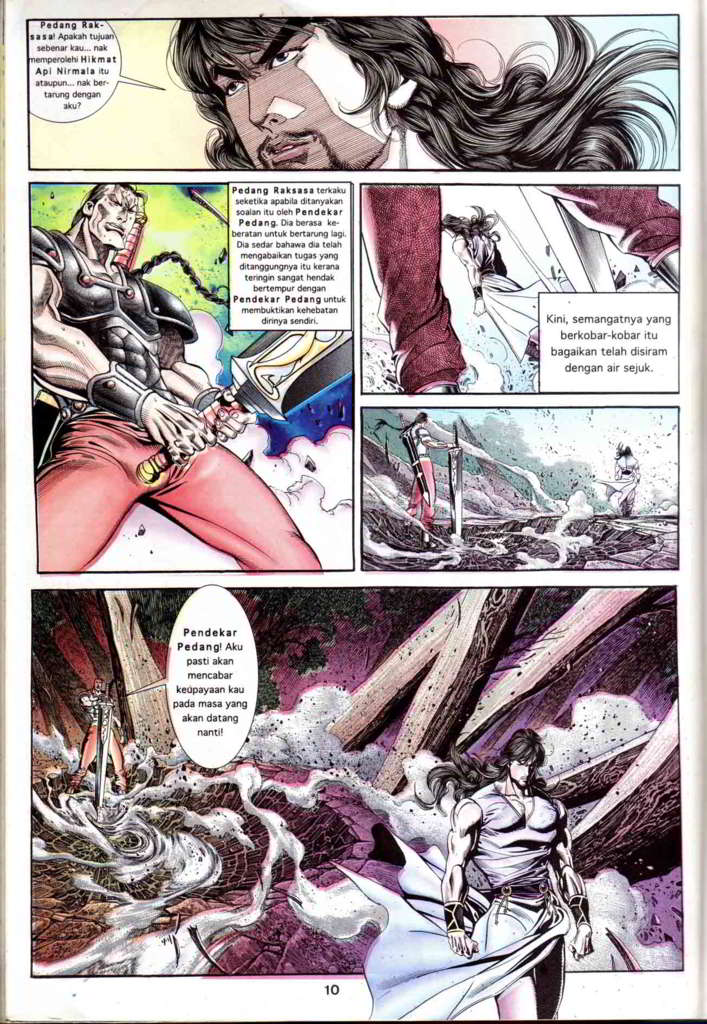 Pedang Rak-
sasa! Apakah tujuan
sebenar kau... nak
memperolehi Hikmat
Api Nirmala itu
ataupun... nak ber-
tarung dengan
aku?
Pedang Raksasa terkaku
seketika apabila ditanyakan
soalan itu oleh Pendekar
Pedang. Dia berasa ke-
beratan untuk bertarung lagi.
Dia sedar bahawa dia telah
mengabaikan tugas yang
ditanggungnya itu kerana
teringin sangat hendak
bertempur dengan
Pendekar Pedang untuk
membuktikan kehebatan
dirinya sendiri.
Kini, semangatnya yang
berkobar-kobar itu
bagaikan telah disiram
dengan air sejuk.
Pendekar
Pedang! Aku
pasti akan
mencabar
keupayaan kau
pada masa yang
akan datang
nanti!
10